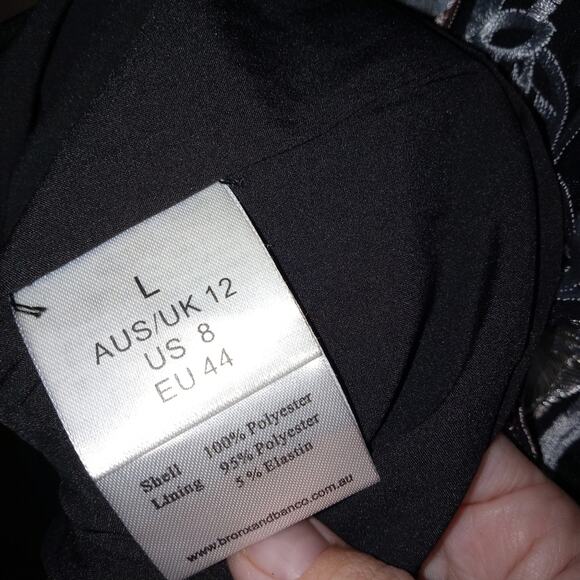 L
AUS/UK 12
US 8
EU 44
Shell 100% Polyester
Lining 95% Polyester
5 % Elastin
www.bronxandbanco.com.au